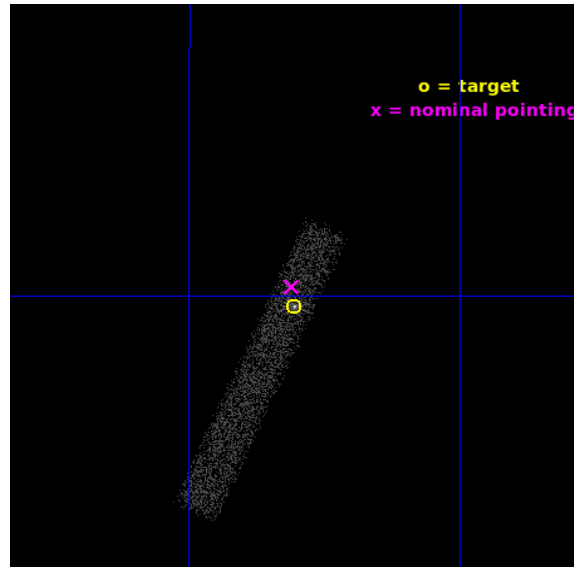 o = target
x = nominal pointing